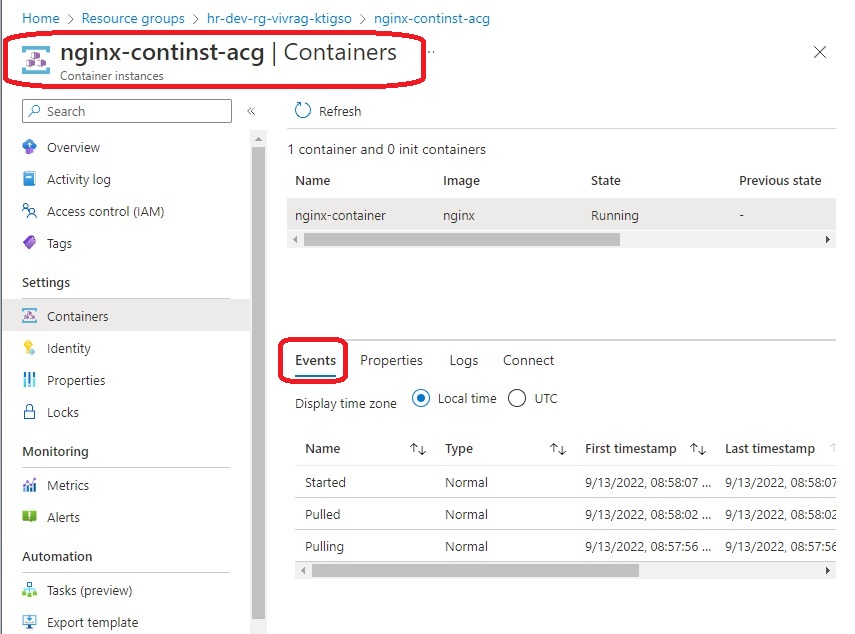 Home > Resource groups > hr-dev-rg-vivrag-ktigso > nginx-continst-acg
nginx-continst-acg | Containers ...
Container instances
Search «
Overview
Activity log
Access control (IAM)
Tags
Settings
Containers
Identity
Properties
Locks
Monitoring
Metrics
Alerts
Automation
Tasks (preview)
Export template
Refresh
1 container and 0 init containers
Name Image State Previous state
nginx-container nginx Running -
Events Properties Logs Connect
Display time zone Local time UTC
Name Type First timestamp Last timestamp
Started Normal 9/13/2022, 08:58:07 ... 9/13/2022, 08:58:07
Pulled Normal 9/13/2022, 08:58:02 ... 9/13/2022, 08:58:02
Pulling Normal 9/13/2022, 08:57:56 ... 9/13/2022, 08:57:56